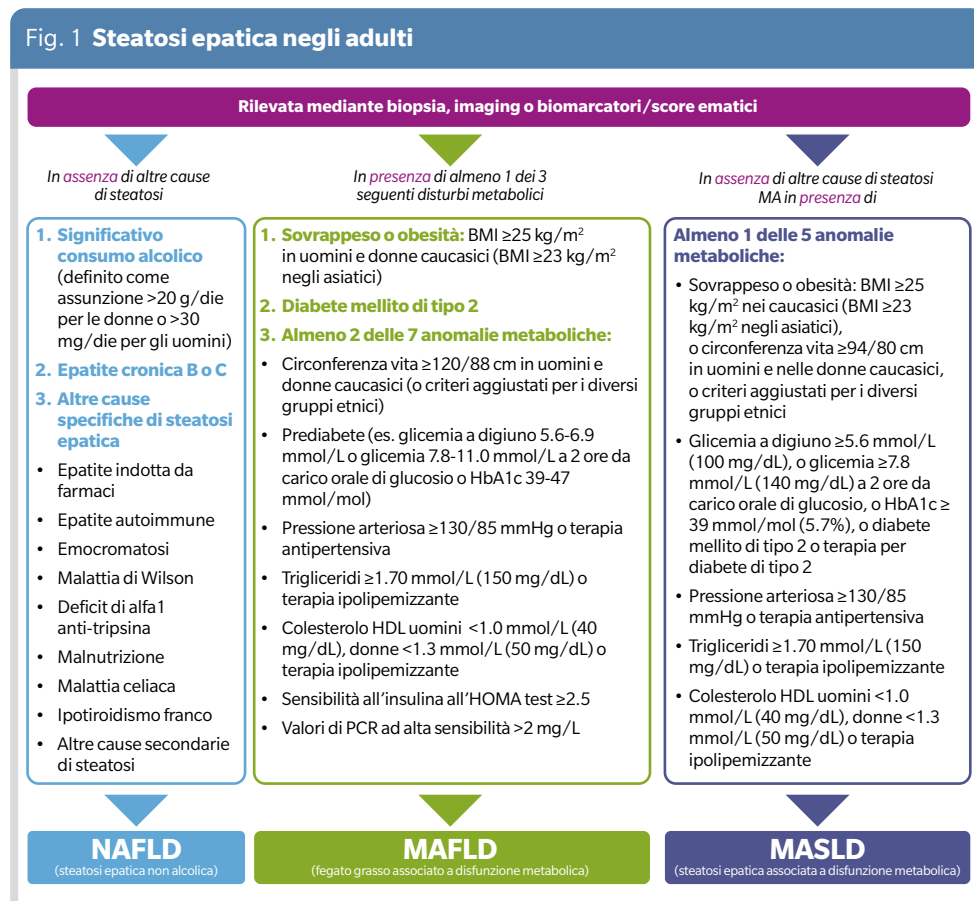 Fig. 1 Steatosi epatica negli adulti
Rilevata mediante biopsia, imaging o biomarcatori/score ematici
In assenza di altre cause
di steatosi
1. Significativo
consumo alcolico
(definito come
assunzione >20 g/die
per le donne o >30
mg/die per gli uomini)
2. Epatite cronica B o C
3. Altre cause
specifiche di steatosi
epatica
• Epatite indotta da
farmaci
• Epatite autoimmune
• Emocromatosi
• Malattia di Wilson
• Deficit di alfa1
anti-tripsina
• Malnutrizione
• Malattia celiaca
• Ipotiroidismo franco
• Altre cause secondarie
di steatosi
NAFLD
(steatosi epatica non alcolica)
In presenza di almeno 1 dei 3
seguenti disturbi metabolici
1. Sovrappeso o obesità: BMI ≥25 kg/m²
in uomini e donne caucasici (BMI ≥23 kg/m²
negli asiatici)
2. Diabete mellito di tipo 2
3. Almeno 2 delle 7 anomalie metaboliche:
• Circonferenza vita ≥120/88 cm in uomini e
donne caucasici (o criteri aggiustati per i diversi
gruppi etnici)
• Prediabete (es. glicemia a digiuno 5.6-6.9
mmol/L o glicemia 7.8-11.0 mmol/L a 2 ore da
carico orale di glucosio o HbA1c 39-47
mmol/mol)
• Pressione arteriosa ≥130/85 mmHg o terapia
antipertensiva
• Trigliceridi ≥1.70 mmol/L (150 mg/dL) o
terapia ipolipemizzante
• Colesterolo HDL uomini <1.0 mmol/L (40
mg/dL), donne <1.3 mmol/L (50 mg/dL) o
terapia ipolipemizzante
• Sensibilità all'insulina all'HOMA test ≥2.5
• Valori di PCR ad alta sensibilità >2 mg/L
MAFLD
(fegato grasso associato a disfunzione metabolica)
In assenza di altre cause di steatosi
MA in presenza di
Almeno 1 delle 5 anomalie
metaboliche:
• Sovrappeso o obesità: BMI ≥25
kg/m² nei caucasici (BMI ≥23
kg/m² negli asiatici),
o circonferenza vita ≥94/80 cm
in uomini e nelle donne caucasici,
o criteri aggiustati per i diversi
gruppi etnici
• Glicemia a digiuno ≥5.6 mmol/L
(100 mg/dL), o glicemia ≥7.8
mmol/L (140 mg/dL) a 2 ore da
carico orale di glucosio, o HbA1c ≥
39 mmol/mol (5.7%), o diabete
mellito di tipo 2 o terapia per
diabete di tipo 2
• Pressione arteriosa ≥130/85
mmHg o terapia antipertensiva
• Trigliceridi ≥1.70 mmol/L (150
mg/dL) o terapia ipolipemizzante
• Colesterolo HDL uomini <1.0
mmol/L (40 mg/dL), donne <1.3
mmol/L (50 mg/dL) o terapia
ipolipemizzante
MASLD
(steatosi epatica associata a disfunzione metabolica)